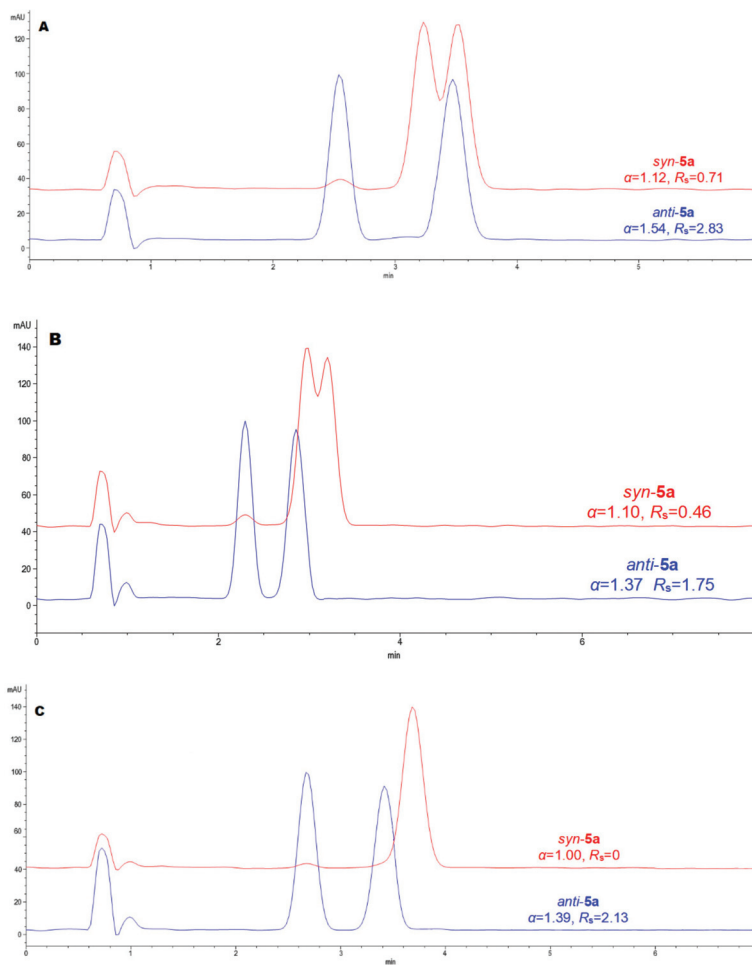 A
mAU
120
100
80
60
40
20
0
syn-5a
α=1.12, Rs=0.71
anti-5a
α=1.54, Rs=2.83
0 1 2 3 4 5
min
B
mAU
140
120
100
80
60
40
20
0
syn-5a
α=1.10, Rs=0.46
anti-5a
α=1.37 Rs=1.75
0 2 4 6
min
C
mAU
140
120
100
80
60
40
20
0
syn-5a
α=1.00, Rs=0
anti-5a
α=1.39, Rs=2.13
0 1 2 3 4 5 6
min